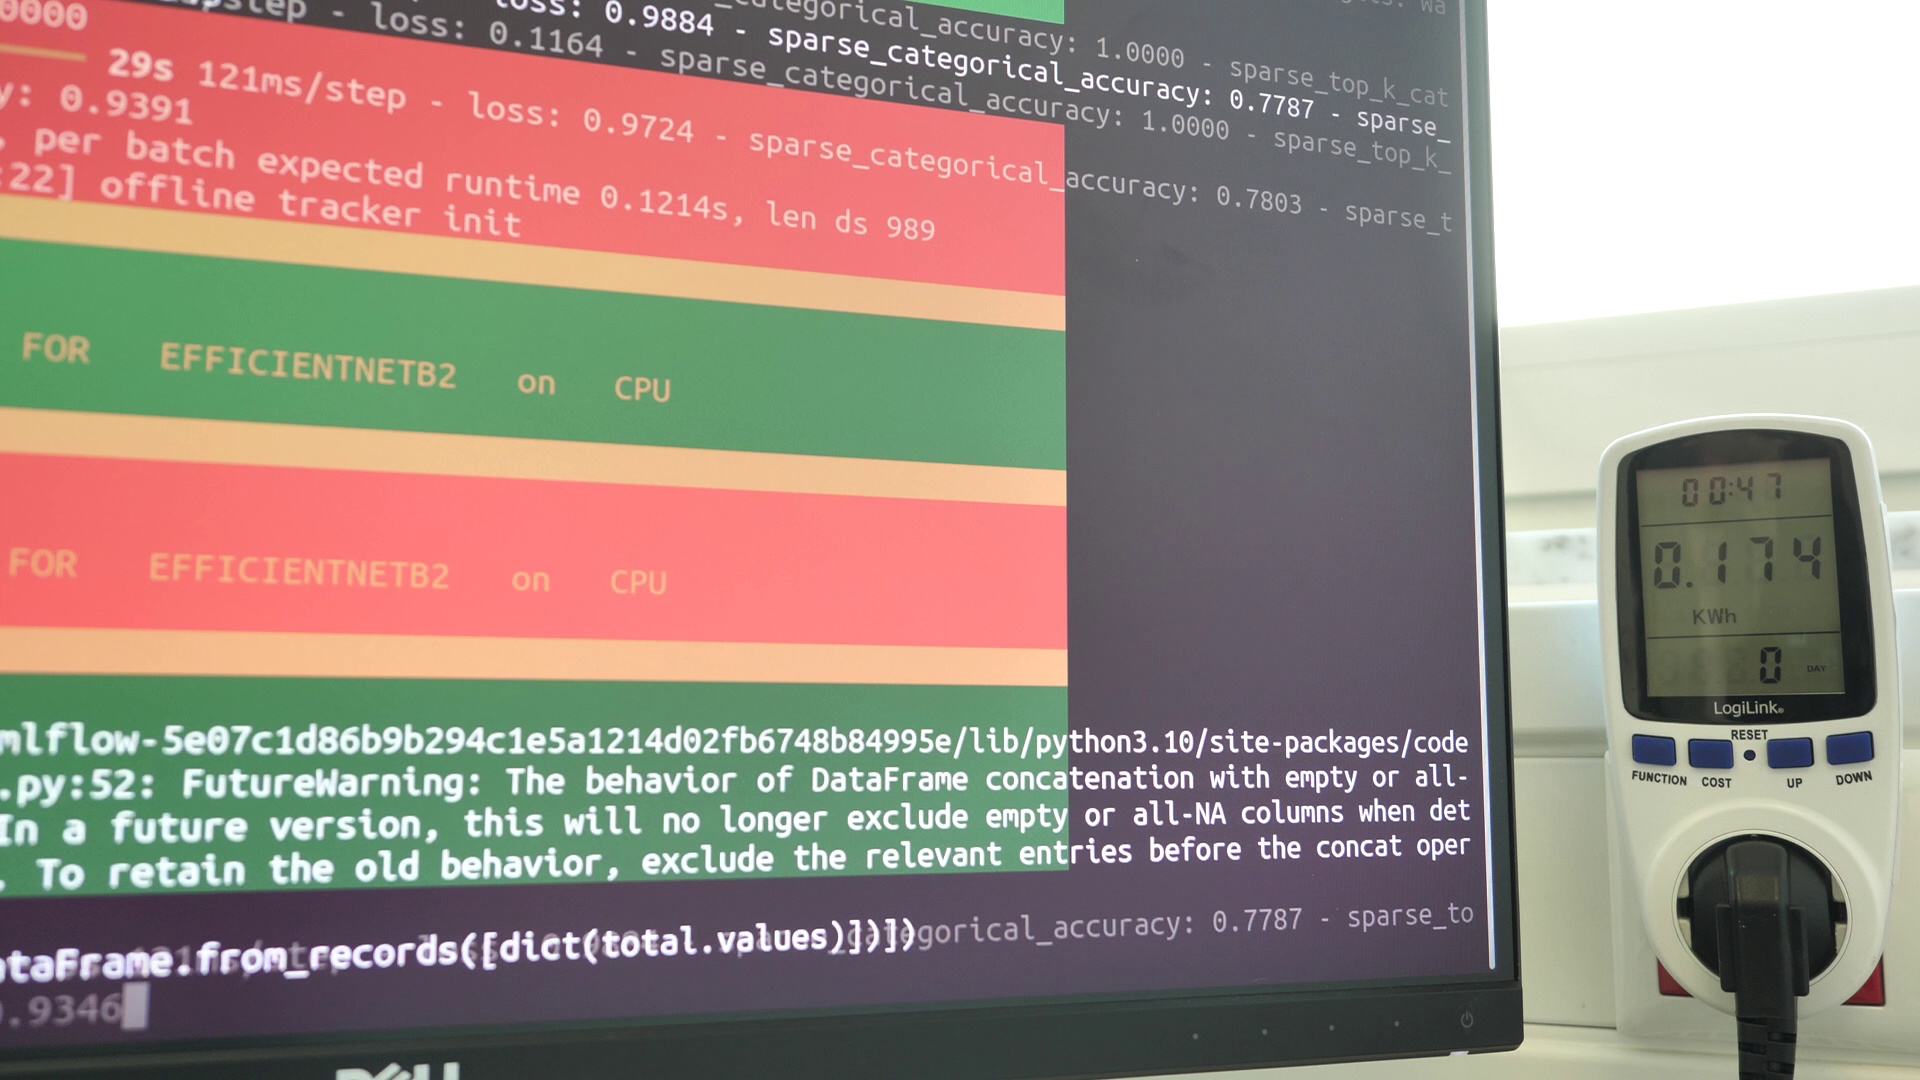 0000
step - loss: 0.9884 - sparse_categorical_accuracy: 0.7787 - sparse_
categorical_accuracy: 1.0000 - sparse_top_k_cat
- loss: 0.1164 - sparse_categorical_accuracy: 1.0000 - sparse_top_k_
29s 121ms/step - loss: 0.9724 - sparse_categorical_accuracy: 0.7803 - sparse_t
y: 0.9391
, per batch expected runtime 0.1214s, len ds 989
:22] offline tracker init
FOR EFFICIENTNETB2 on CPU
FOR EFFICIENTNETB2 on CPU
mlflow-5e07c1d86b9b294c1e5a1214d02fb6748b84995e/lib/python3.10/site-packages/code
.py:52: FutureWarning: The behavior of DataFrame concatenation with empty or all-
In a future version, this will no longer exclude empty or all-NA columns when det
. To retain the old behavior, exclude the relevant entries before the concat oper
ataFrame.from_records([dict(total.values)])])
gorical_accuracy: 0.7787 - sparse_to
0.9346
DELL
00:47
0.174
KWh
0 DAY
LogiLink®
RESET
FUNCTION COST UP DOWN